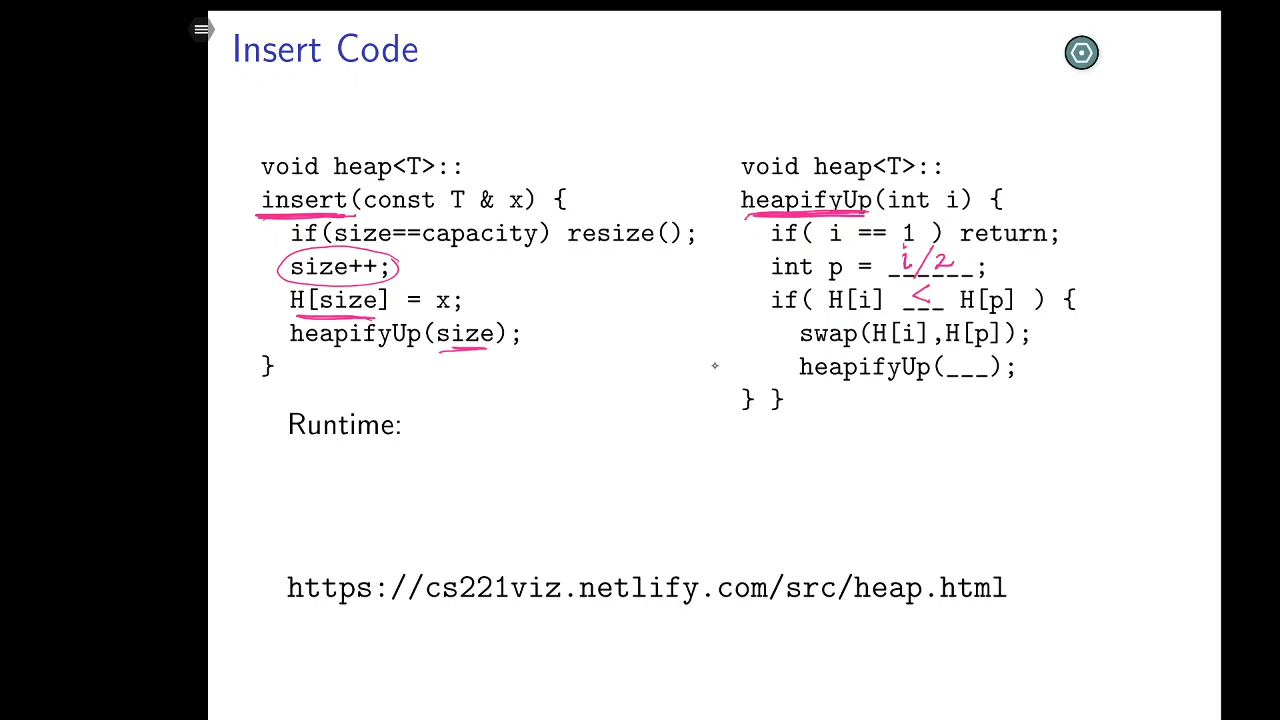 Insert Code
void heap<T>::
insert(const T & x) {
if(size==capacity) resize();
size++;
H[size] = x;
heapifyUp(size);
}
Runtime:
void heap<T>::
heapifyUp(int i) {
if( i == 1 ) return;
int p = i/2;
if( H[i] < H[p] ) {
swap(H[i],H[p]);
heapifyUp(___);
} }
https://cs221viz.netlify.com/src/heap.html